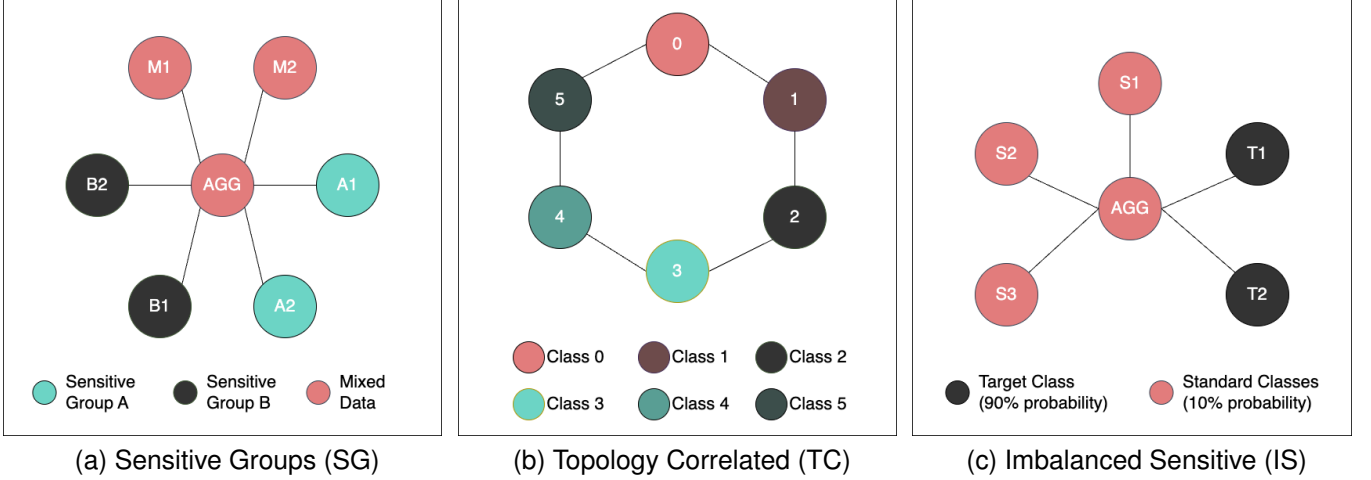 M1
M2
B2
AGG
A1
B1
A2
Sensitive
Group A
Sensitive
Group B
Mixed
Data
(a) Sensitive Groups (SG)
0
5
1
4
2
3
Class 0
Class 1
Class 2
Class 3
Class 4
Class 5
(b) Topology Correlated (TC)
S1
S2
T1
AGG
S3
T2
Target Class
(90% probability)
Standard Classes
(10% probability)
(c) Imbalanced Sensitive (IS)